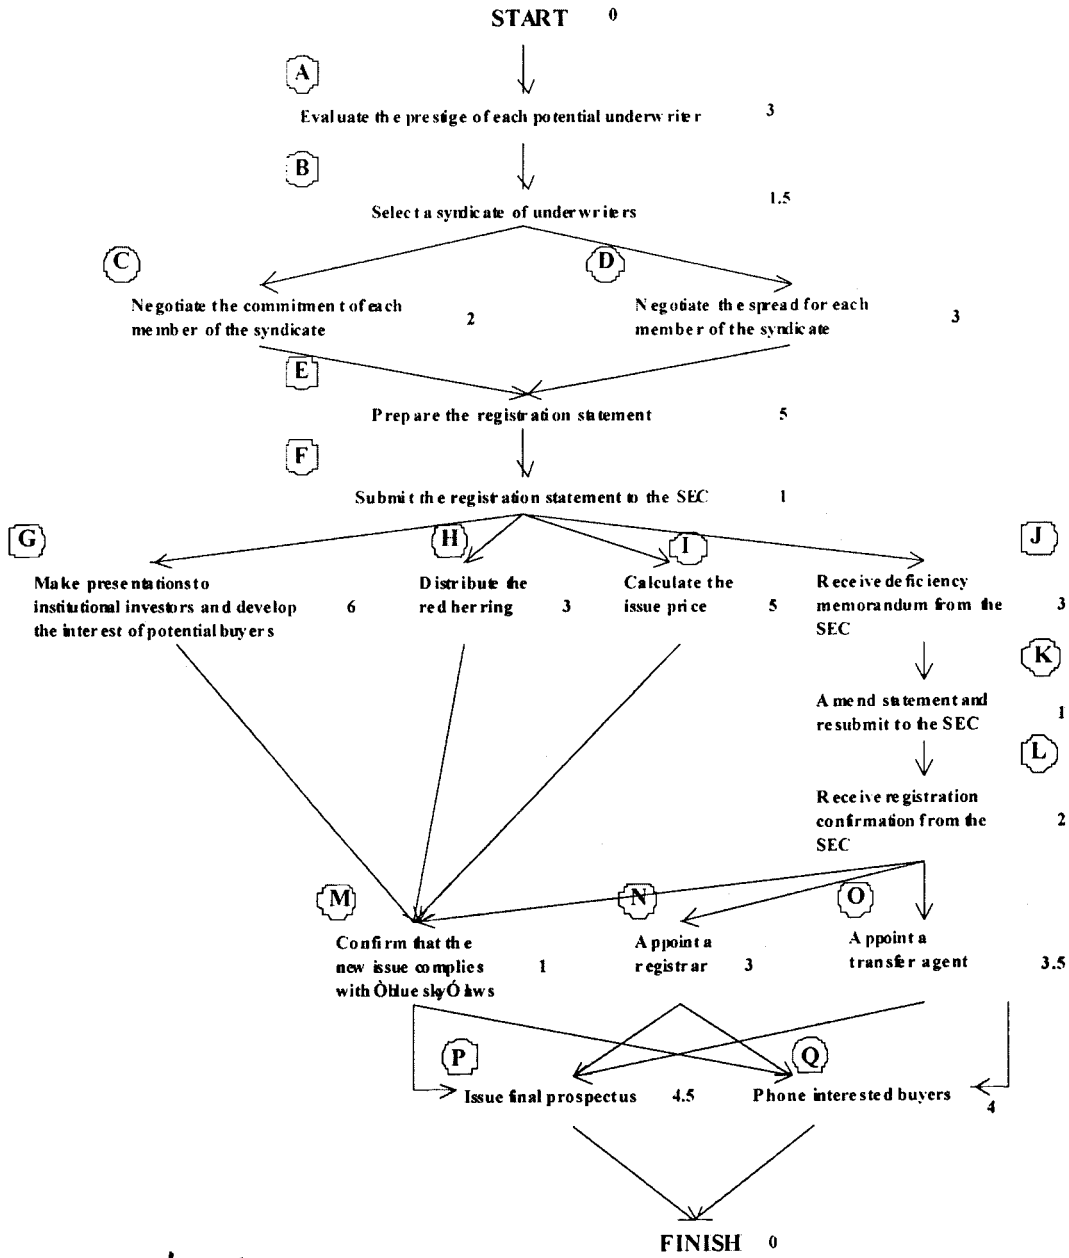 START 0
A
Evaluate the prestige of each potential underwriter 3
B
Select a syndicate of underwriters 1.5
C
D
Negotiate the commitment of each
member of the syndicate 2
Negotiate the spread for each
member of the syndicate 3
E
Prepare the registration statement 5
F
Submit the registration statement to the SEC 1
G
H
I
J
Make presentations to
institutional investors and develop 6
the interest of potential buyers
Distribute the
red herring 3
Calculate the
issue price 5
Receive deficiency
memorandum from the 3
SEC
K
Amend statement and
resubmit to the SEC 1
L
Receive registration
confirmation from the 2
SEC
M
N
O
Confirm that the
new issue complies 1
with Òblue skyÓ laws
Appoint a
registrar 3
Appoint a
transfer agent 3.5
P
Q
Issue final prospectus 4.5
Phone interested buyers 4
FINISH 0